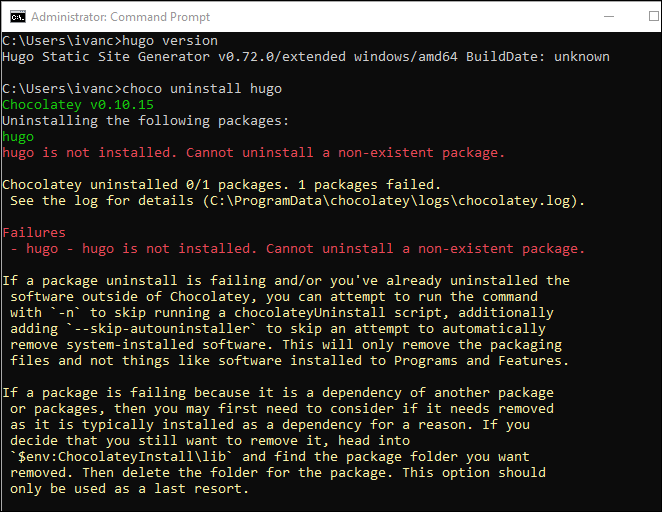 Administrator: Command Prompt
C:\Users\ivanc>hugo version
Hugo Static Site Generator v0.72.0/extended windows/amd64 BuildDate: unknown
C:\Users\ivanc>choco uninstall hugo
Chocolatey v0.10.15
Uninstalling the following packages:
hugo
hugo is not installed. Cannot uninstall a non-existent package.
Chocolatey uninstalled 0/1 packages. 1 packages failed.
See the log for details (C:\ProgramData\chocolatey\logs\chocolatey.log).
Failures
- hugo - hugo is not installed. Cannot uninstall a non-existent package.
If a package uninstall is failing and/or you've already uninstalled the
software outside of Chocolatey, you can attempt to run the command
with `-n` to skip running a chocolateyUninstall script, additionally
adding `--skip-autouninstaller` to skip an attempt to automatically
remove system-installed software. This will only remove the packaging
files and not things like software installed to Programs and Features.
If a package is failing because it is a dependency of another package
or packages, then you may first need to consider if it needs removed
as it is typically installed as a dependency for a reason. If you
decide that you still want to remove it, head into
`$env:ChocolateyInstall\lib` and find the package folder you want
removed. Then delete the folder for the package. This option should
only be used as a last resort.